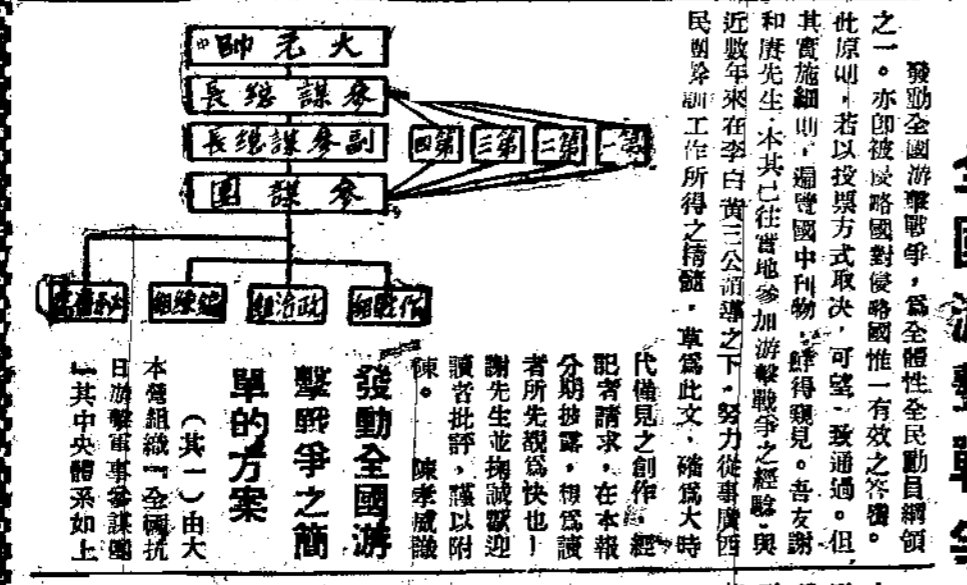 發動全國游擊戰爭，爲全體性全民動員綱領
之一。亦卽被侵略國對侵略國惟一有效之答覆。
此原則，若以投票方式取決，可望一致通過。但，
其實施細則，遍覽國中刊物，鮮得窺見。吾友謝
和賡先生，本其已往實地參加游擊戰爭之經驗，與
近數年來在李白黃三公領導之下，努力從事廣西
民團幹訓工作所得之精髓，草爲此文，確爲大時
代僅見之創作，經
記者請求，在本報
分期披露，想爲讀
者所先覩爲快也！
謝先生並掬誠歡迎
讀者批評，謹以附
陳。　陳孝威識
發動全國游
擊戰爭之簡
單的方案
（其一）由大
本營組織「全國抗
日游擊軍事參謀團
」其中央體系如上
大元帥
參謀總長
副參謀總長
參謀團
第一
第二
第三
第四
作戰組
政治組
編練組